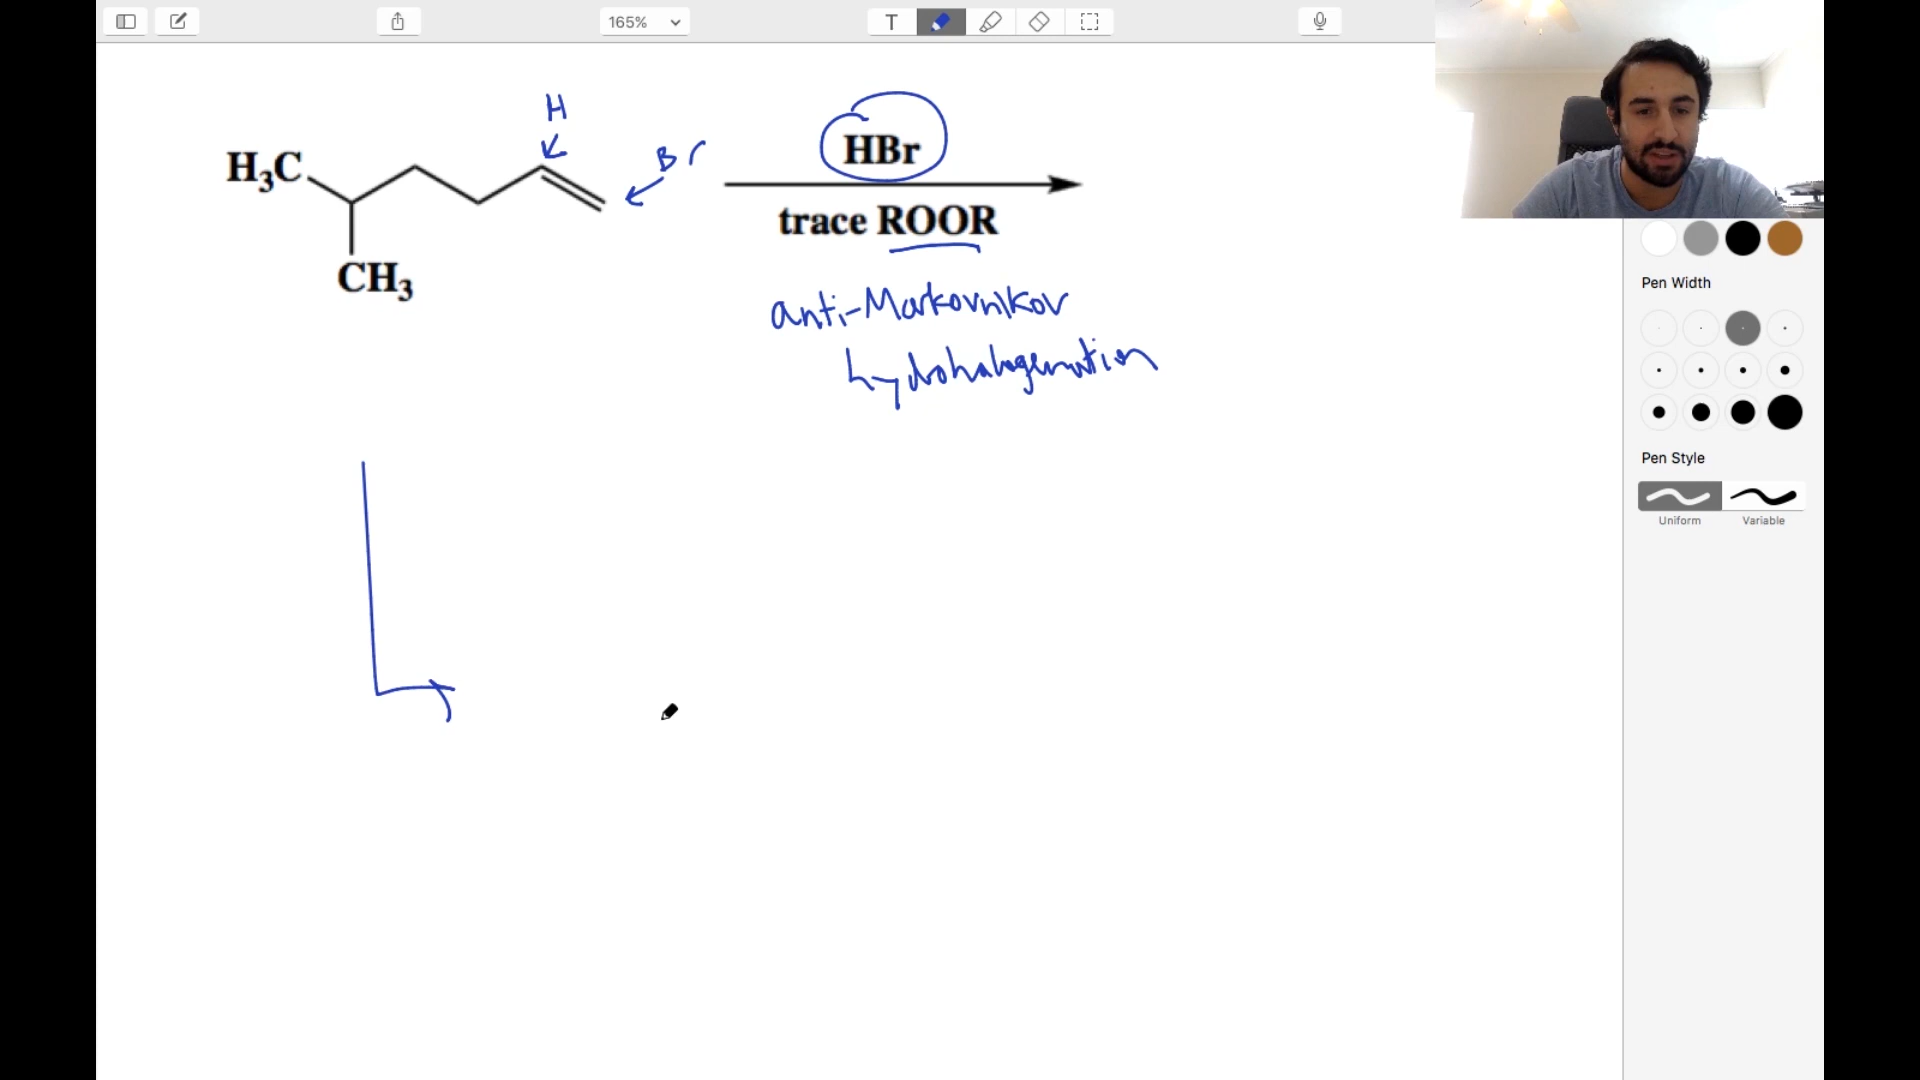 165%
T
H
Br
HBr
H₃C
trace ROOR
CH₃
anti-Markovnikov
hydrohalogenation
Pen Width
Pen Style
Uniform
Variable